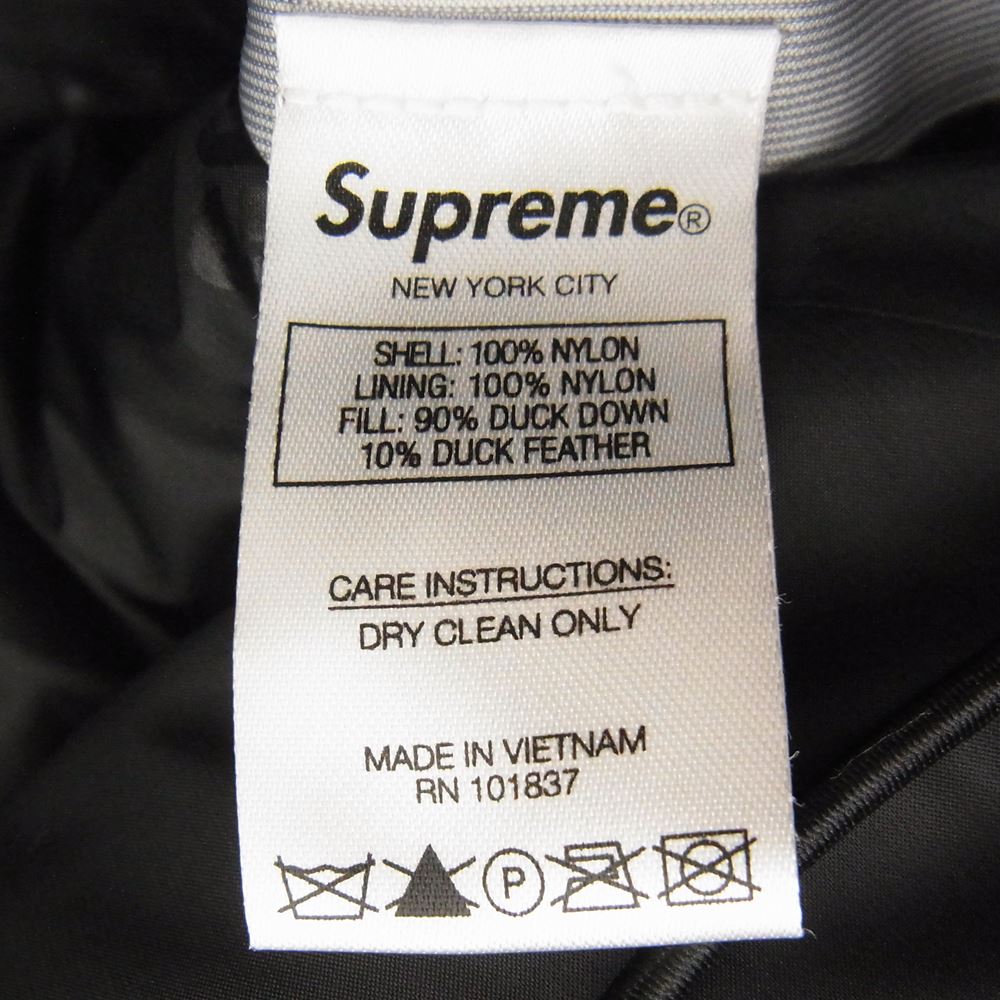 Supreme®
NEW YORK CITY
SHELL: 100% NYLON
LINING: 100% NYLON
FILL: 90% DUCK DOWN
10% DUCK FEATHER
CARE INSTRUCTIONS:
DRY CLEAN ONLY
MADE IN VIETNAM
RN 101837
P